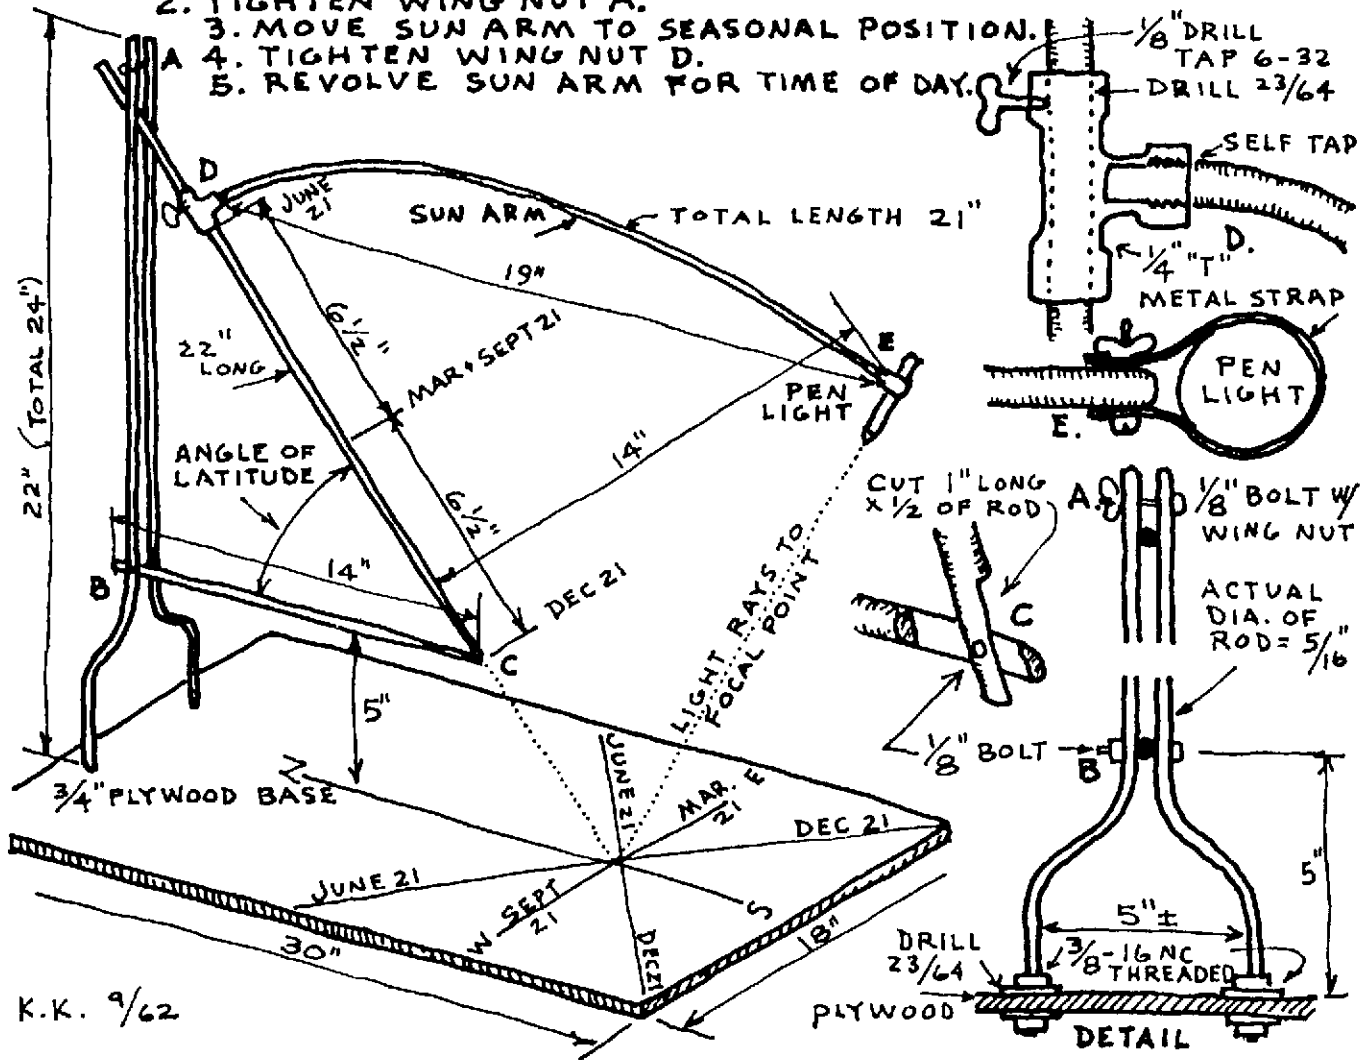 2. TIGHTEN WING NUT A.
3. MOVE SUN ARM TO SEASONAL POSITION.
4. TIGHTEN WING NUT D.
5. REVOLVE SUN ARM FOR TIME OF DAY.
A
D
JUNE
21
SUN ARM
TOTAL LENGTH 21"
19"
6½"
MAR & SEPT 21
22"
LONG
22" (TOTAL 24")
ANGLE OF
LATITUDE
14"
6½"
DEC 21
B
C
5"
14"
E
PEN
LIGHT
LIGHT RAYS TO
FOCAL POINT
3/4" PLYWOOD BASE
N
JUNE 21
MAR.
21
E
DEC 21
JUNE 21
W
SEPT
21
S
DEC 21
30"
18"
K.K. 9/62
1/8" DRILL
TAP 6-32
DRILL 23/64
SELF TAP
D.
1/4" "T"
METAL STRAP
PEN
LIGHT
E.
CUT 1" LONG
x 1/2 OF ROD
C
1/8" BOLT
A.
1/8" BOLT W/
WING NUT
ACTUAL
DIA. OF
ROD = 5/16
B
5"
5"±
DRILL
23/64
3/8-16 NC
THREADED
PLYWOOD
DETAIL